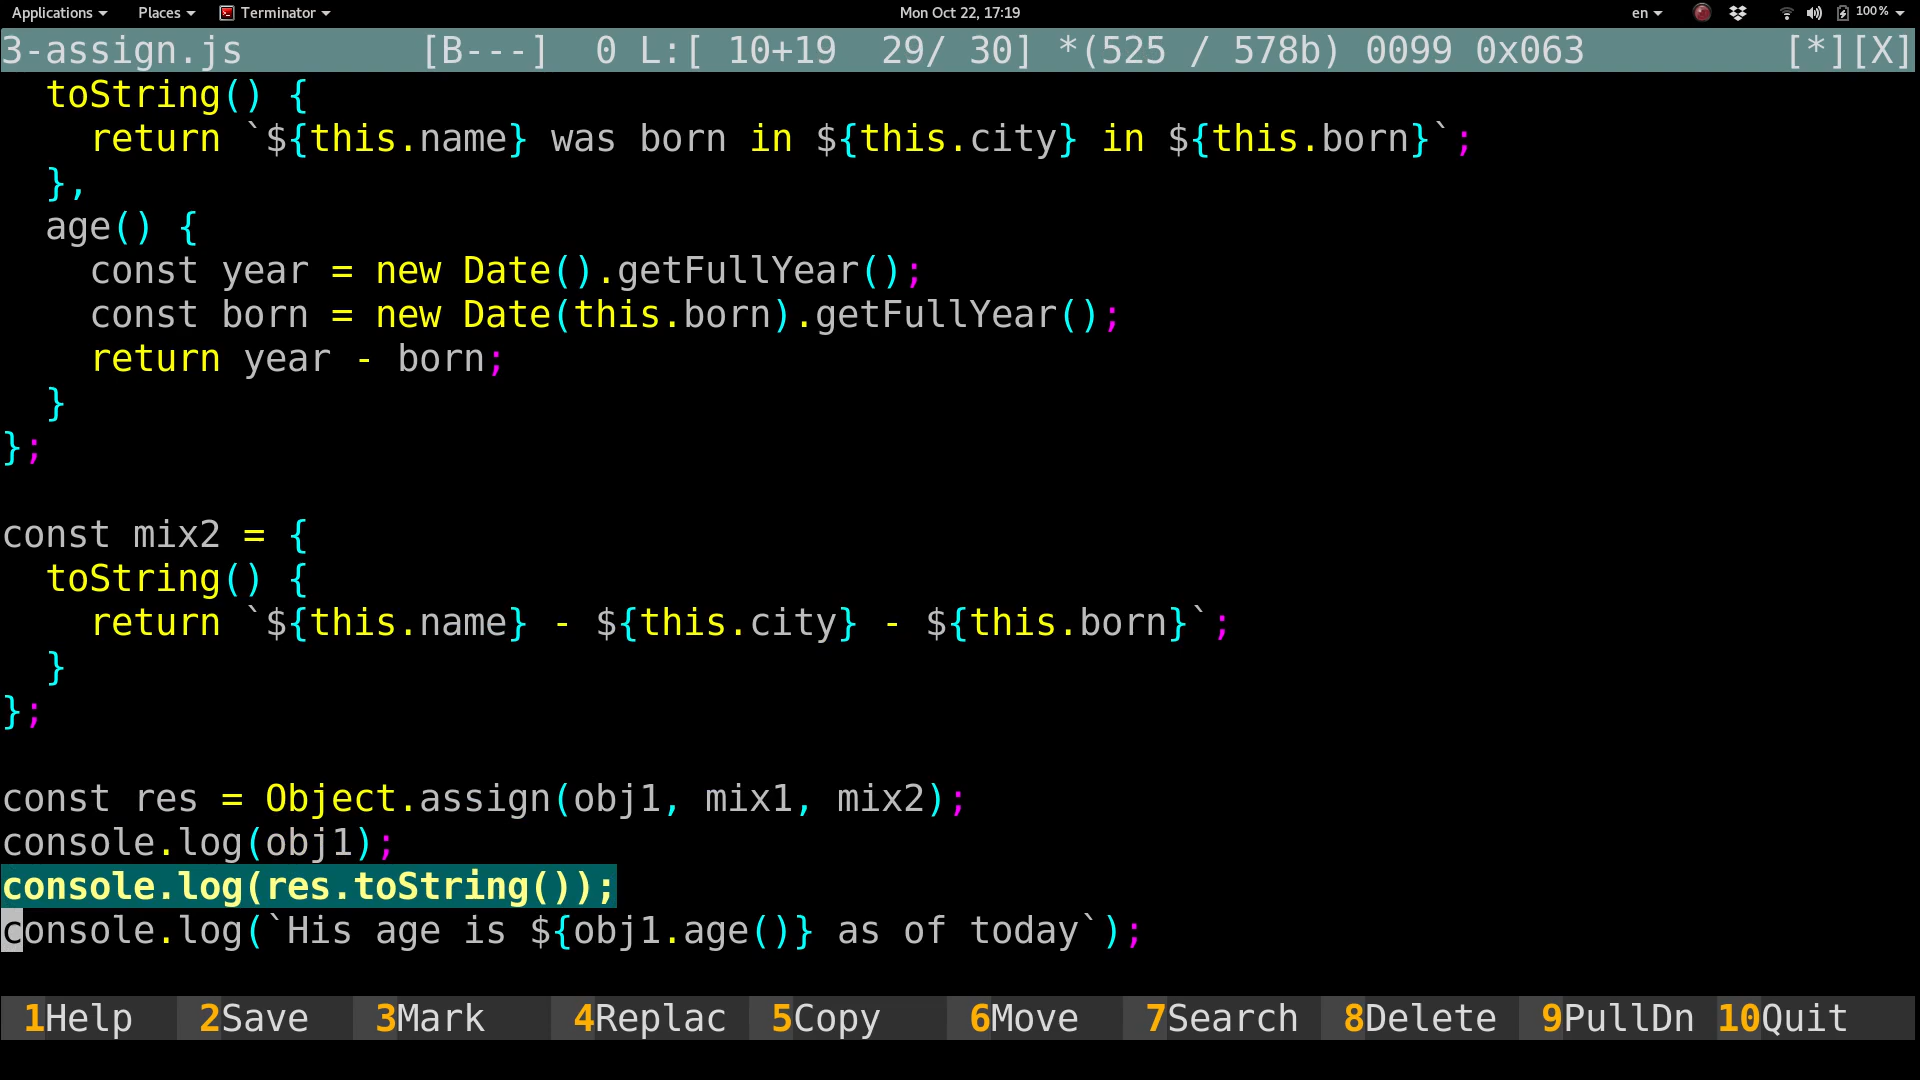 Applications Places Terminator Mon Oct 22, 17:19 en 100%
3-assign.js [B---] 0 L:[ 10+19 29/ 30] *(525 / 578b) 0099 0x063 [*][X]
  toString() {
    return `${this.name} was born in ${this.city} in ${this.born}`;
  },
  age() {
    const year = new Date().getFullYear();
    const born = new Date(this.born).getFullYear();
    return year - born;
  }
};
const mix2 = {
  toString() {
    return `${this.name} - ${this.city} - ${this.born}`;
  }
};
const res = Object.assign(obj1, mix1, mix2);
console.log(obj1);
console.log(res.toString());
console.log(`His age is ${obj1.age()} as of today`);
1Help 2Save 3Mark 4Replac 5Copy 6Move 7Search 8Delete 9PullDn 10Quit